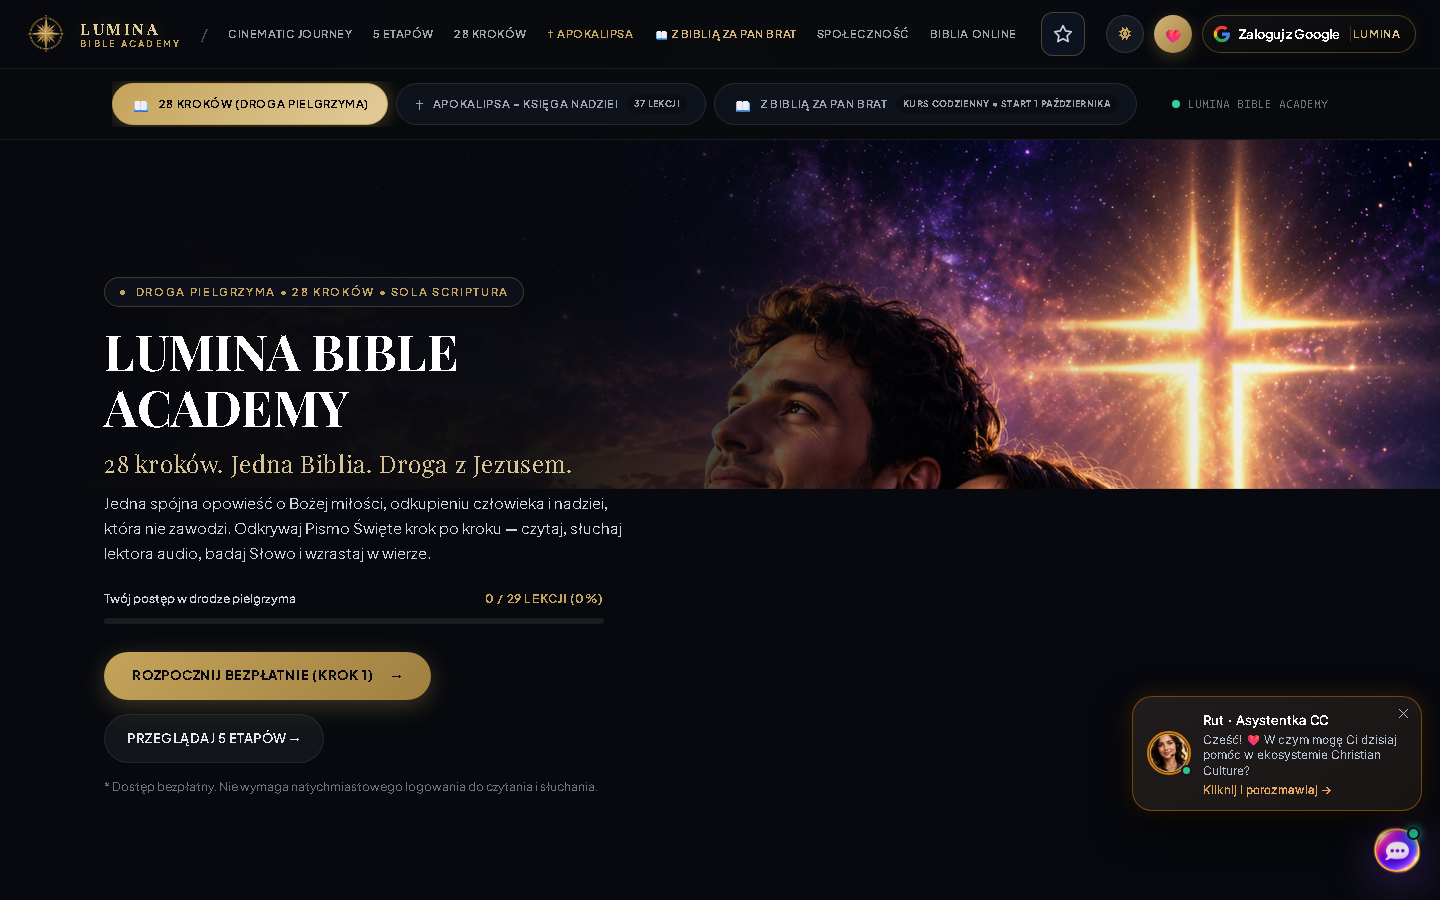 LUMINA
BIBLE ACADEMY
/
CINEMATIC JOURNEY
5 ETAPÓW
28 KROKÓW
† APOKALIPSA
📖 Z BIBLIĄ ZA PAN BRAT
SPOŁECZNOŚĆ
BIBLIA ONLINE
Zaloguj z Google
LUMINA
📖 28 KROKÓW (DROGA PIELGRZYMA)
† APOKALIPSA – KSIĘGA NADZIEI 37 LEKCJI
📖 Z BIBLIĄ ZA PAN BRAT KURS CODZIENNY • START 1 PAŹDZIERNIKA
LUMINA BIBLE ACADEMY
• DROGA PIELGRZYMA • 28 KROKÓW • SOLA SCRIPTURA
LUMINA BIBLE
ACADEMY
28 kroków. Jedna Biblia. Droga z Jezusem.
Jedna spójna opowieść o Bożej miłości, odkupieniu człowieka i nadziei,
która nie zawodzi. Odkrywaj Pismo Święte krok po kroku — czytaj, słuchaj
lektora audio, badaj Słowo i wzrastaj w wierze.
Twój postęp w drodze pielgrzyma
0 / 29 LEKCJI (0%)
ROZPOCZNIJ BEZPŁATNIE (KROK 1) →
PRZEGLĄDAJ 5 ETAPÓW →
* Dostęp bezpłatny. Nie wymaga natychmiastowego logowania do czytania i słuchania.
Rut · Asystentka CC
Cześć! ❤️ W czym mogę Ci dzisiaj
pomóc w ekosystemie Christian
Culture?
Kliknij i porozmawiaj →